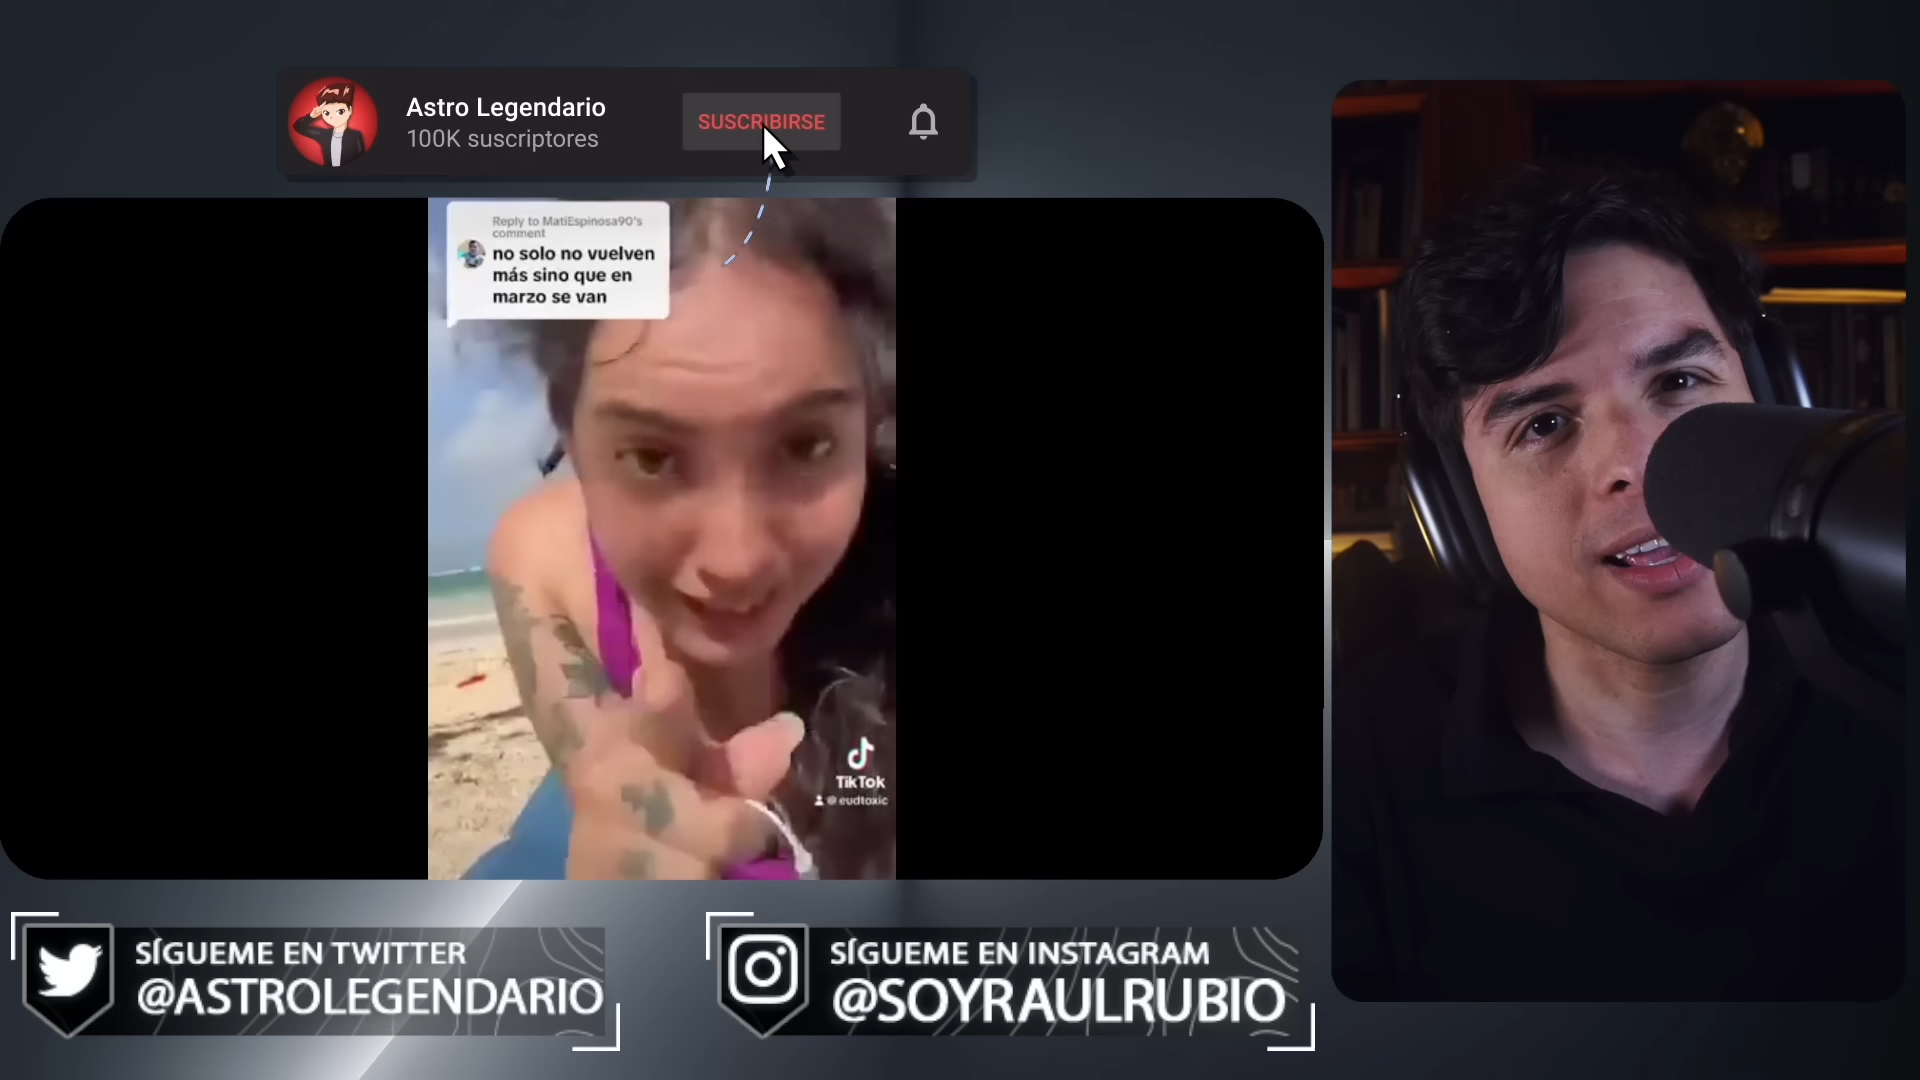 Astro Legendario
100K suscriptores
SUSCRIBIRSE
Reply to MatiEspinosa90's
comment
no solo no vuelven
más sino que en
marzo se van
TikTok
@eudtoxic
SÍGUEME EN TWITTER
@ASTROLEGENDARIO
SÍGUEME EN INSTAGRAM
@SOYRAULRUBIO